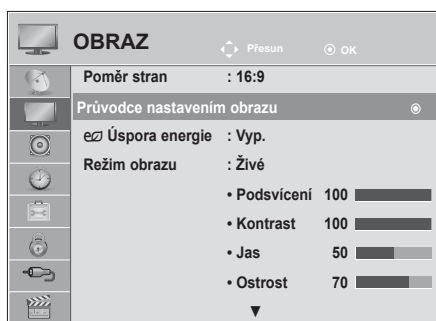 OBRAZ Přesun OK
Poměr stran : 16:9
Průvodce nastavením obrazu
e Úspora energie : Vyp.
Režim obrazu : Živé
• Podsvícení 100
• Kontrast 100
• Jas 50
• Ostrost 70